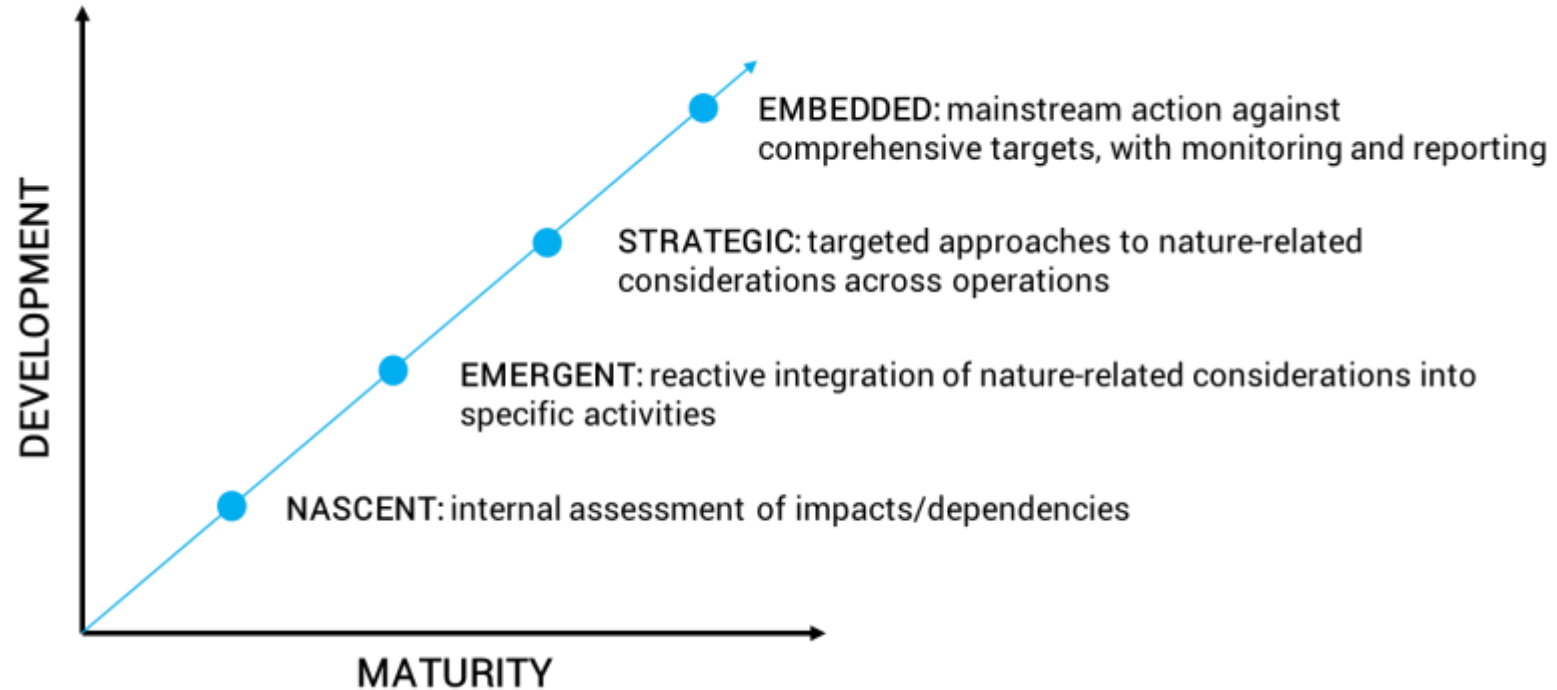 EMBEDDED: mainstream action against
comprehensive targets, with monitoring and reporting
STRATEGIC: targeted approaches to nature-related
considerations across operations
EMERGENT: reactive integration of nature-related considerations into
specific activities
NASCENT: internal assessment of impacts/dependencies
DEVELOPMENT
MATURITY